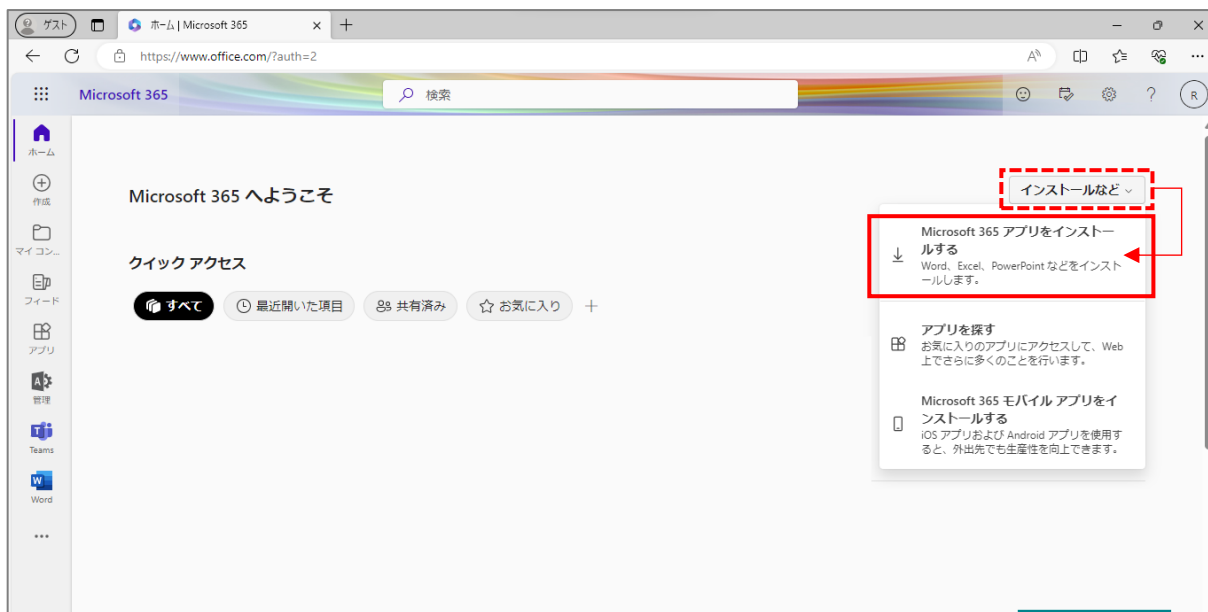 ゲスト
ホーム | Microsoft 365
https://www.office.com/?auth=2
Microsoft 365
検索
R
ホーム
作成
マイ コン...
フィード
アプリ
管理
Teams
Word
Microsoft 365 へようこそ
インストールなど
クイック アクセス
すべて
最近開いた項目
共有済み
お気に入り
Microsoft 365 アプリをインストー
ルする
Word、Excel、PowerPoint などをインスト
ールします。
アプリを探す
お気に入りのアプリにアクセスして、Web
上でさらに多くのことを行います。
Microsoft 365 モバイル アプリをイ
ンストールする
iOS アプリおよび Android アプリを使用す
ると、外出先でも生産性を向上できます。